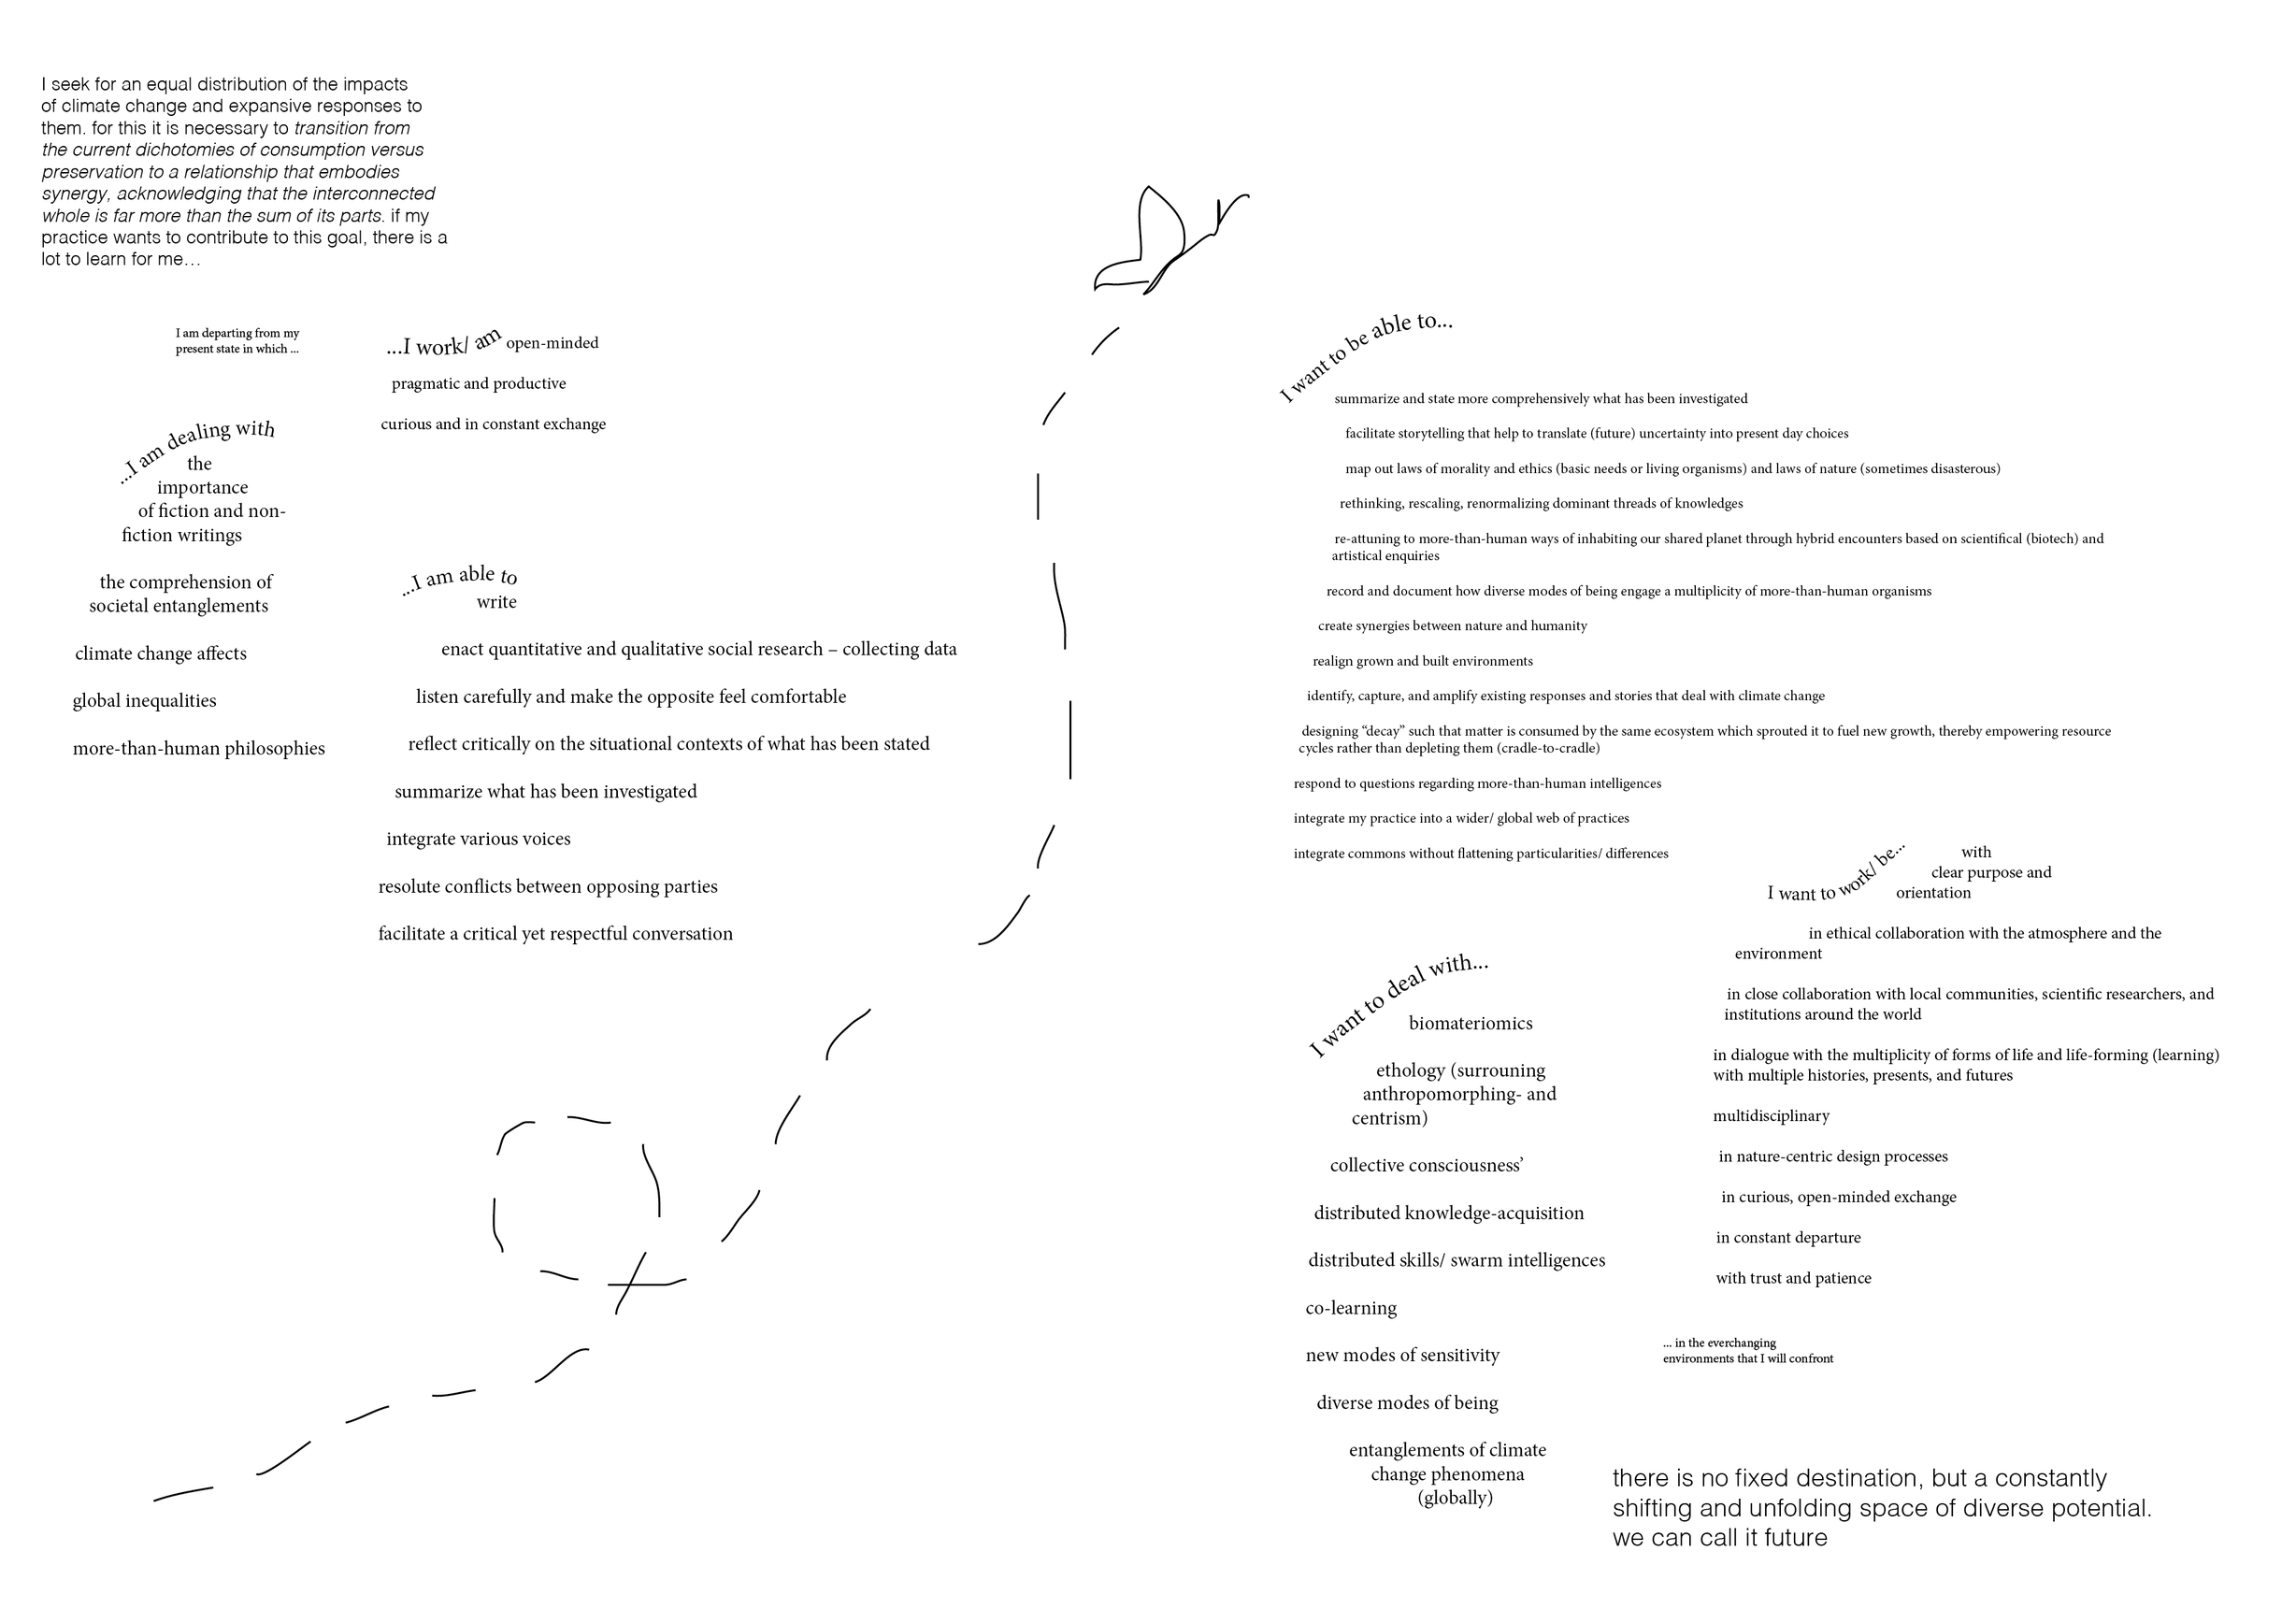 I seek for an equal distribution of the impacts
of climate change and expansive responses to
them. for this it is necessary to transition from
the current dichotomies of consumption versus
preservation to a relationship that embodies
synergy, acknowledging that the interconnected
whole is far more than the sum of its parts. if my
practice wants to contribute to this goal, there is a
lot to learn for me…
I am departing from my
present state in which ...
...I work/ am open-minded
pragmatic and productive
curious and in constant exchange
...I am dealing with
the
importance
of fiction and non-
fiction writings
the comprehension of
societal entanglements
climate change affects
global inequalities
more-than-human philosophies
...I am able to
write
enact quantitative and qualitative social research – collecting data
listen carefully and make the opposite feel comfortable
reflect critically on the situational contexts of what has been stated
summarize what has been investigated
integrate various voices
resolute conflicts between opposing parties
facilitate a critical yet respectful conversation
I want to be able to...
summarize and state more comprehensively what has been investigated
facilitate storytelling that help to translate (future) uncertainty into present day choices
map out laws of morality and ethics (basic needs or living organisms) and laws of nature (sometimes disasterous)
rethinking, rescaling, renormalizing dominant threads of knowledges
re-attuning to more-than-human ways of inhabiting our shared planet through hybrid encounters based on scientifical (biotech) and
artistical enquiries
record and document how diverse modes of being engage a multiplicity of more-than-human organisms
create synergies between nature and humanity
realign grown and built environments
identify, capture, and amplify existing responses and stories that deal with climate change
designing “decay” such that matter is consumed by the same ecosystem which sprouted it to fuel new growth, thereby empowering resource
cycles rather than depleting them (cradle-to-cradle)
respond to questions regarding more-than-human intelligences
integrate my practice into a wider/ global web of practices
integrate commons without flattening particularities/ differences
I want to work/ be...
with
clear purpose and
orientation
in ethical collaboration with the atmosphere and the
environment
in close collaboration with local communities, scientific researchers, and
institutions around the world
in dialogue with the multiplicity of forms of life and life-forming (learning)
with multiple histories, presents, and futures
multidisciplinary
in nature-centric design processes
in curious, open-minded exchange
in constant departure
with trust and patience
I want to deal with...
biomateriomics
ethology (surrouning
anthropomorphing- and
centrism)
collective consciousness’
distributed knowledge-acquisition
distributed skills/ swarm intelligences
co-learning
new modes of sensitivity
diverse modes of being
entanglements of climate
change phenomena
(globally)
... in the everchanging
environments that I will confront
there is no fixed destination, but a constantly
shifting and unfolding space of diverse potential.
we can call it future